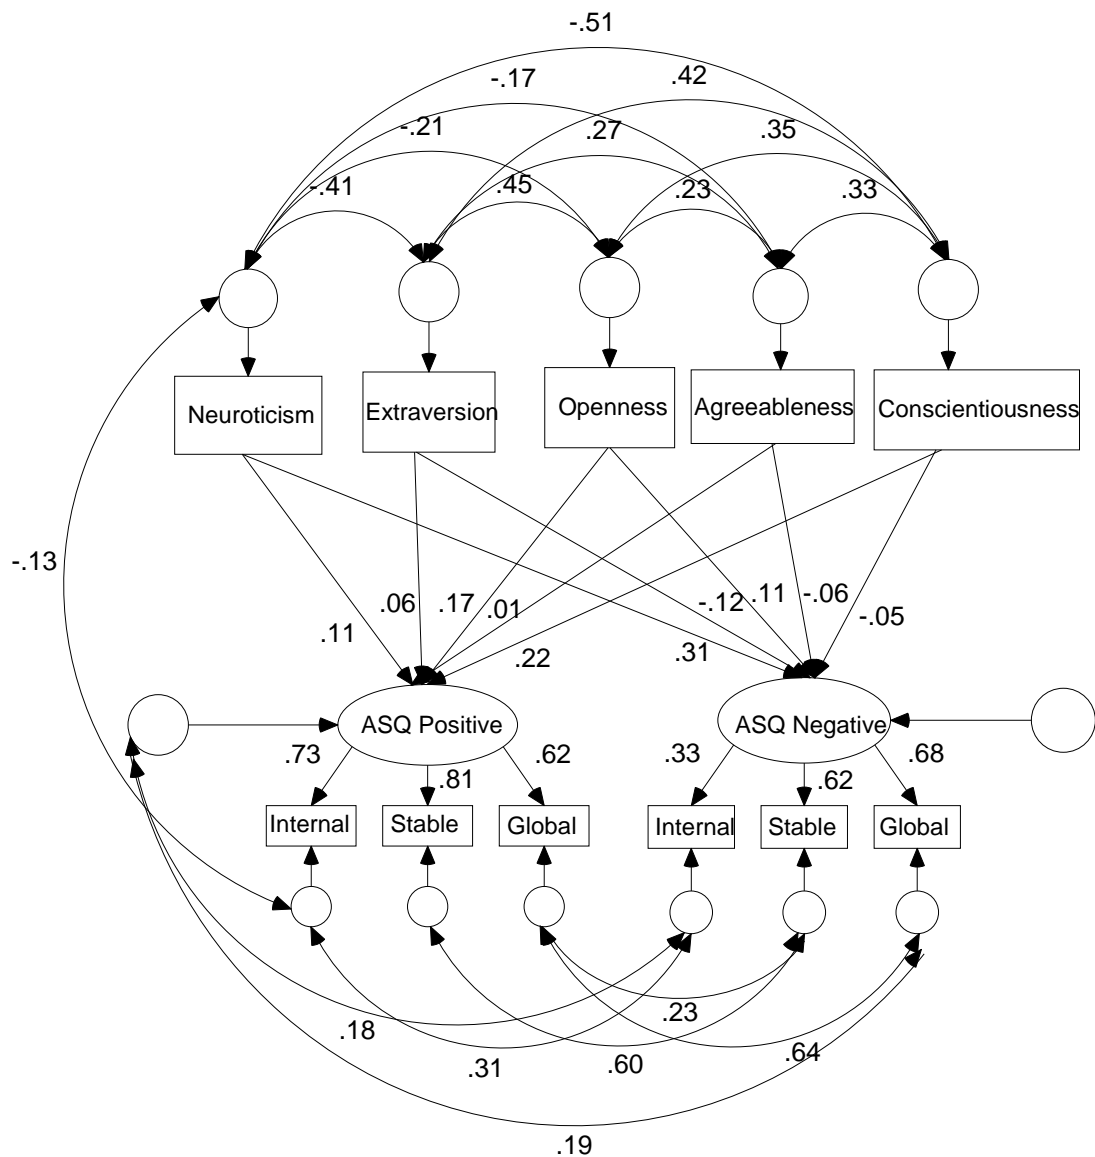 -.51
-.17 .42
-.21 .27 .35
-.41 .45 .23 .33
Neuroticism Extraversion Openness Agreeableness Conscientiousness
-.13
.06 .17 .01 -.12 .11 -.06 -.05
.11 .22 .31
ASQ Positive ASQ Negative
.73 .81 .62 .33 .62 .68
Internal Stable Global Internal Stable Global
.18 .31 .60 .23 .64
.19